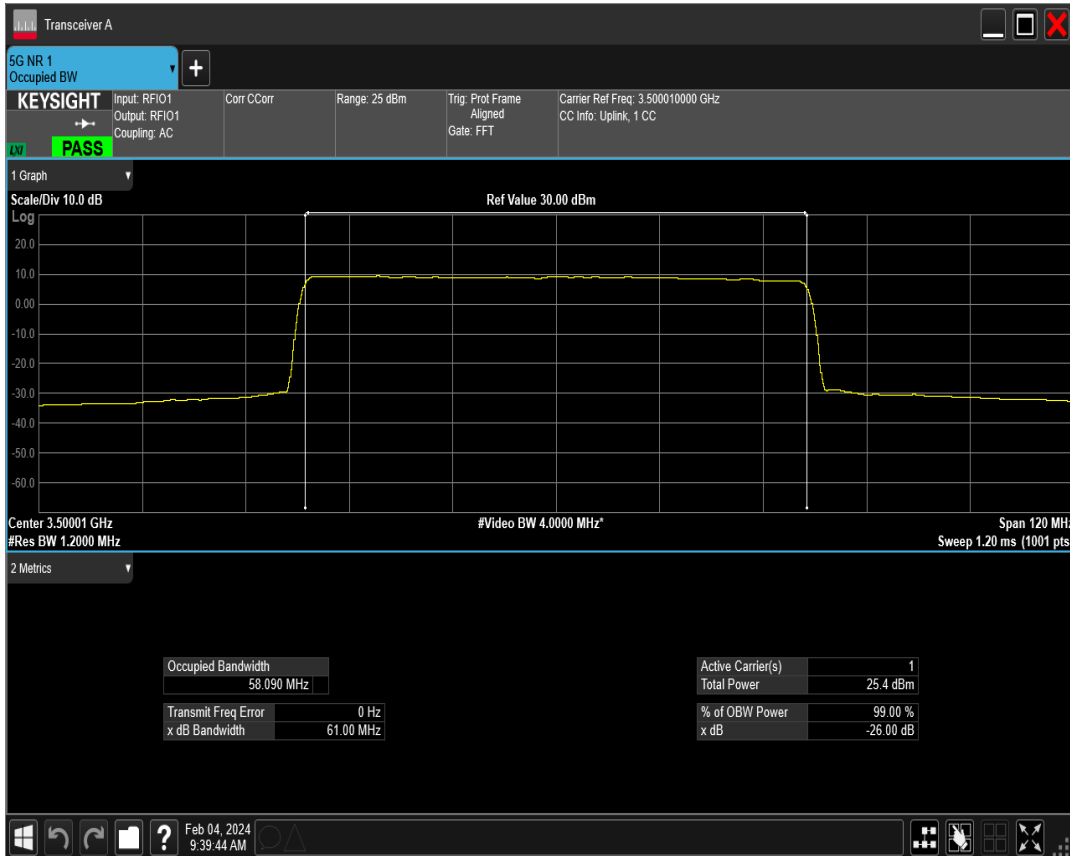 Transceiver A
5G NR 1
Occupied BW
+
KEYSIGHT
LXI
PASS
Input: RFIO1
Output: RFIO1
Coupling: AC
Corr CCorr
Range: 25 dBm
Trig: Prot Frame
Aligned
Gate: FFT
Carrier Ref Freq: 3.500010000 GHz
CC Info: Uplink, 1 CC
1 Graph
Scale/Div 10.0 dB
Ref Value 30.00 dBm
Log
20.0
10.0
0.00
-10.0
-20.0
-30.0
-40.0
-50.0
-60.0
Center 3.50001 GHz
#Video BW 4.0000 MHz*
Span 120 MHz
#Res BW 1.2000 MHz
Sweep 1.20 ms (1001 pts
2 Metrics
Occupied Bandwidth
58.090 MHz
Transmit Freq Error 0 Hz
x dB Bandwidth 61.00 MHz
Active Carrier(s) 1
Total Power 25.4 dBm
% of OBW Power 99.00 %
x dB -26.00 dB
?
Feb 04, 2024
9:39:44 AM